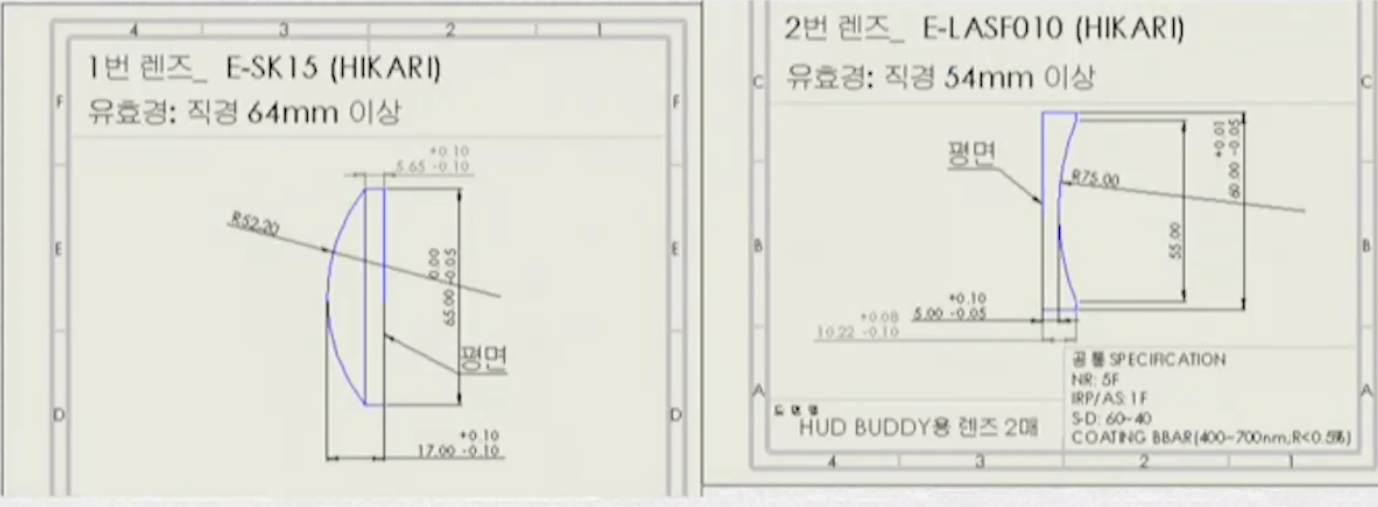 4 3 2 1
1번 렌즈_ E-SK15 (HIKARI)
유효경: 직경 64mm 이상
F F
+0.10
5.65 -0.10
R52.20
E E
0.00
65.00 -0.05
평면
D D
+0.10
17.00 -0.10
2번 렌즈_ E-LASF010 (HIKARI)
유효경: 직경 54mm 이상
C C
평면
R75.00
+0.01
60.00 -0.05
55.00
B B
+0.10
5.00 -0.05
+0.08
10.22 -0.10
공통 SPECIFICATION
NR: 5F
IRP/AS: 1F
S-D: 60~40
COATING BBAR(400~700nm,R<0.5%)
A A
도면명
HUD BUDDY용 렌즈 2매
4 3 2 1